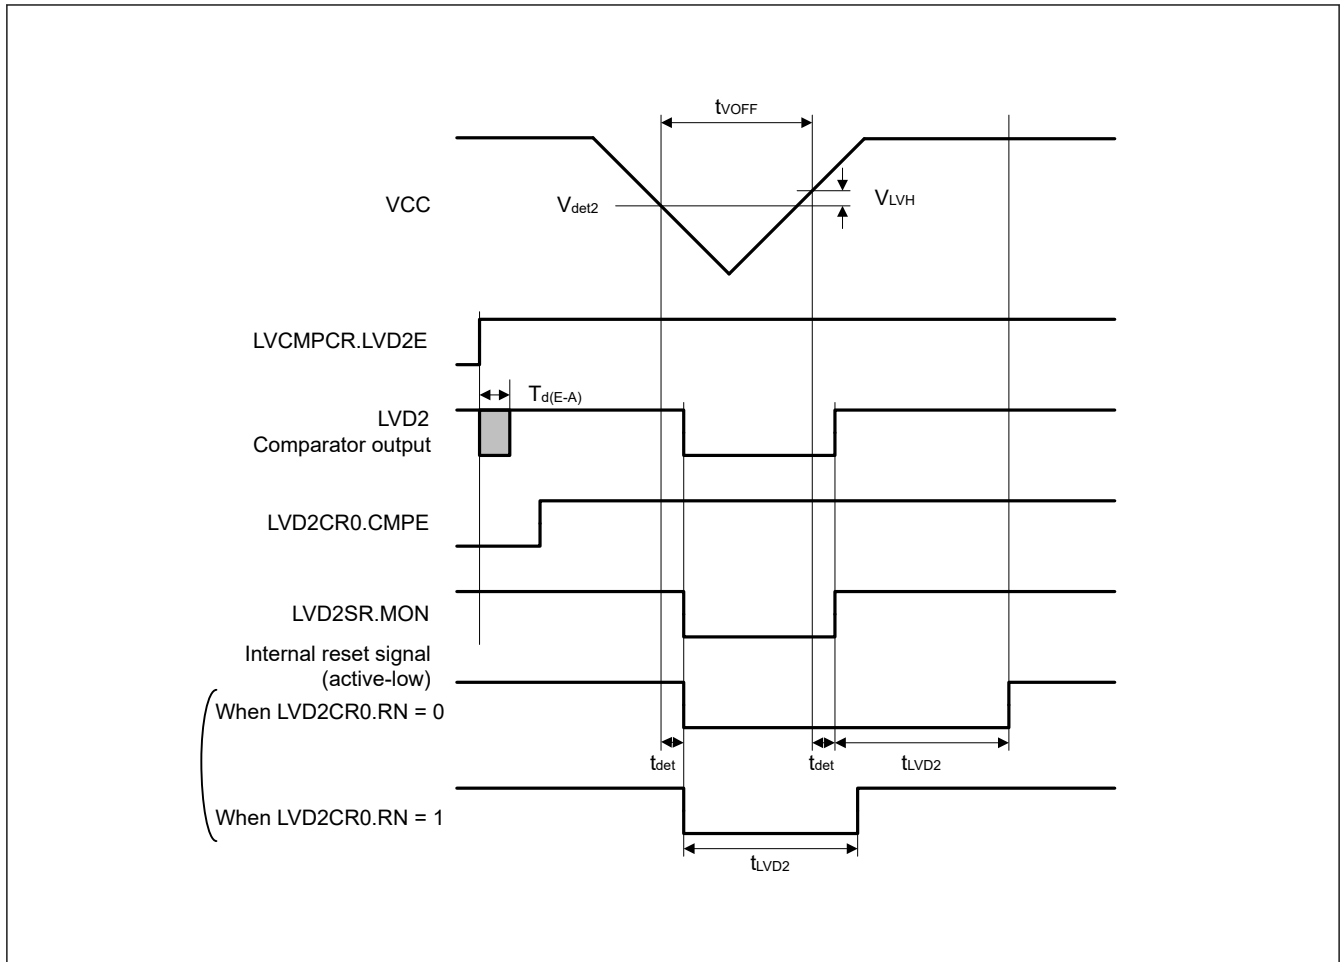 tVOFF
VCC
Vdet2
VLVH
LVCMPCR.LVD2E
Td(E-A)
LVD2
Comparator output
LVD2CR0.CMPE
LVD2SR.MON
Internal reset signal
(active-low)
When LVD2CR0.RN = 0
tdet
tdet
tLVD2
When LVD2CR0.RN = 1
tLVD2